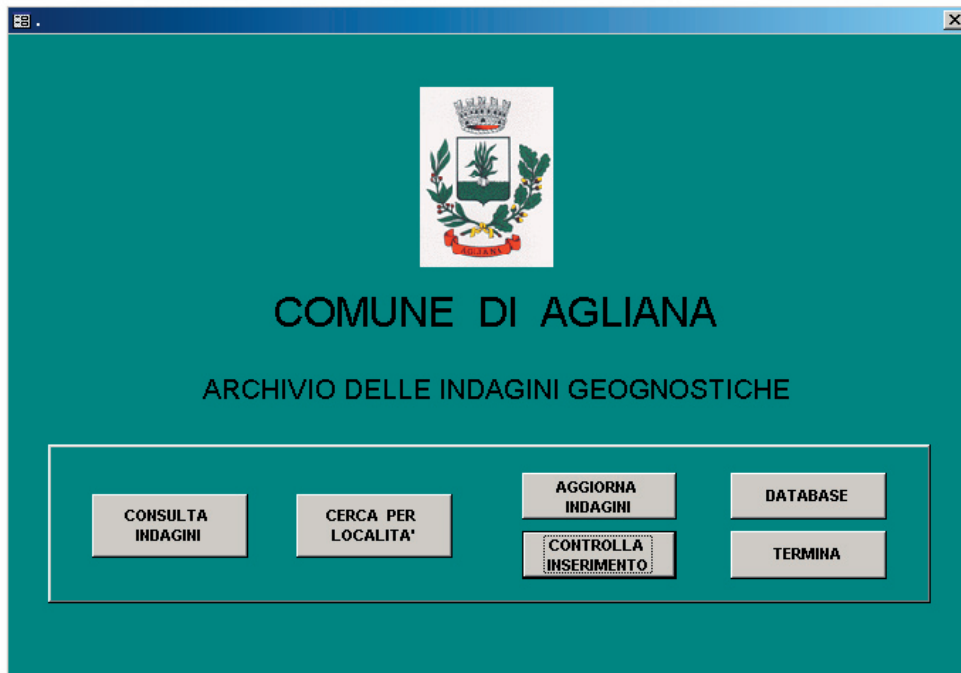 .
AGLIANA
COMUNE DI AGLIANA
ARCHIVIO DELLE INDAGINI GEOGNOSTICHE
CONSULTA
INDAGINI
CERCA PER
LOCALITA'
AGGIORNA
INDAGINI
CONTROLLA
INSERIMENTO
DATABASE
TERMINA